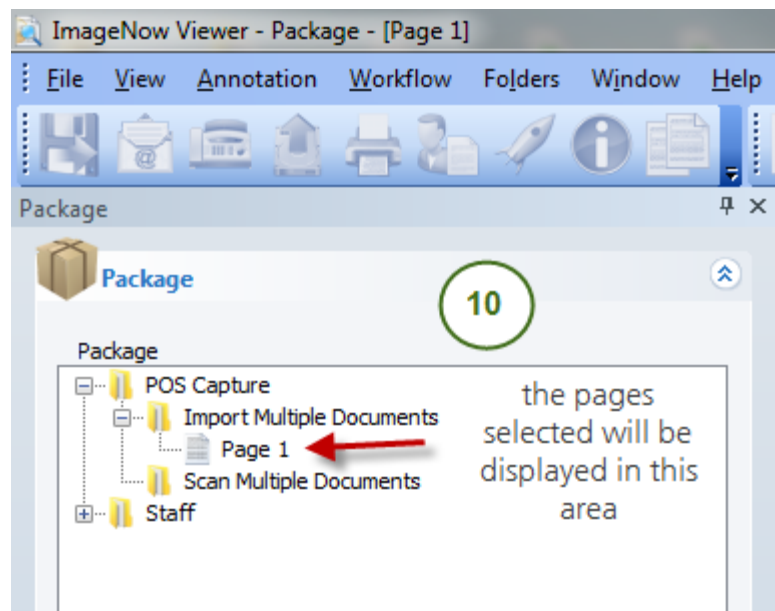 ImageNow Viewer - Package - [Page 1]
File View Annotation Workflow Folders Window Help
Package
Package
10
Package
POS Capture
Import Multiple Documents
Page 1
Scan Multiple Documents
Staff
the pages
selected will be
displayed in this
area